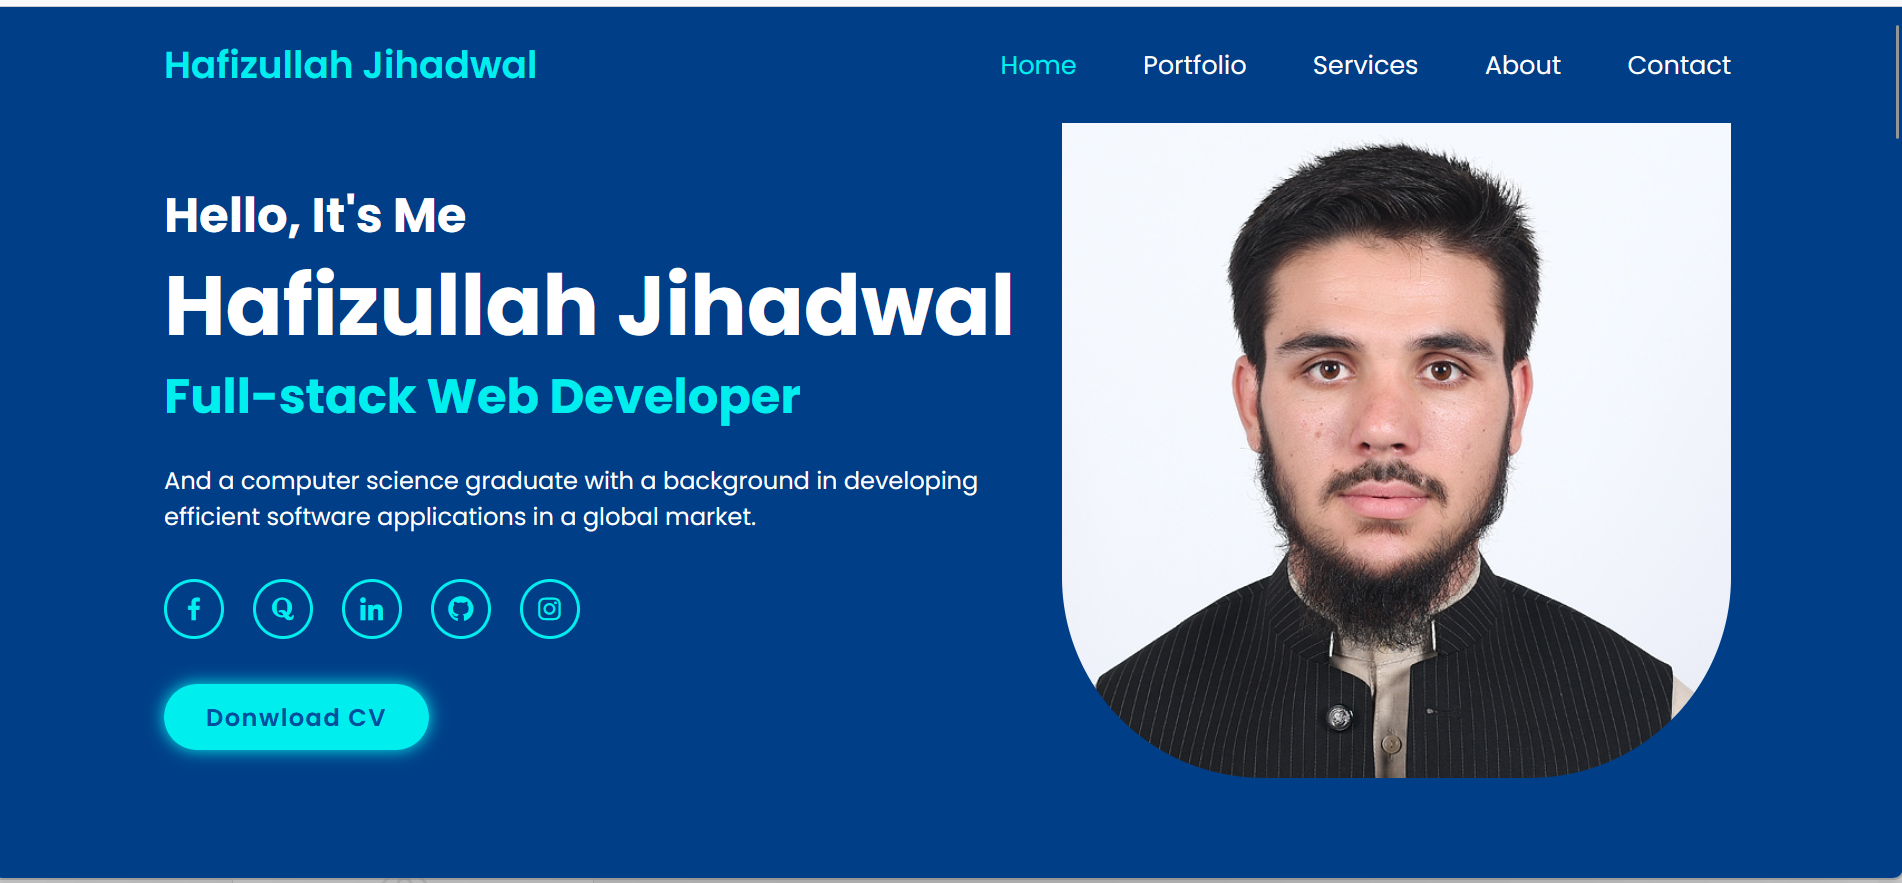 Hafizullah Jihadwal
Home Portfolio Services About Contact
Hello, It's Me
Hafizullah Jihadwal
Full-stack Web Developer
And a computer science graduate with a background in developing
efficient software applications in a global market.
Donwload CV